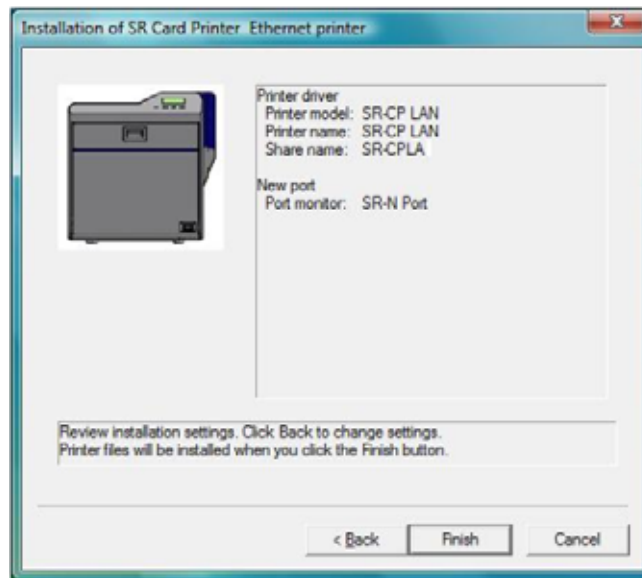 Installation of SR Card Printer Ethernet printer
Printer driver
Printer model: SR-CP LAN
Printer name: SR-CP LAN
Share name: SR-CPLA
New port
Port monitor: SR-N Port
Review installation settings. Click Back to change settings.
Printer files will be installed when you click the Finish button.
< Back Finish Cancel